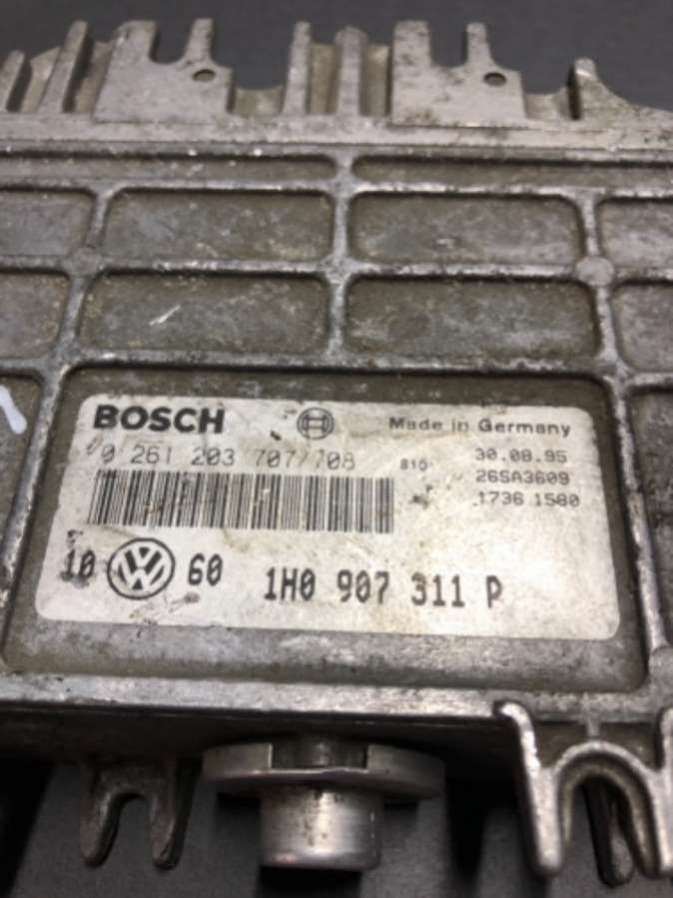 BOSCH Made in Germany
0 261 203 707/708 810 30.08.95
26SA3609
1736 1580
10 VW 60 1H0 907 311 P